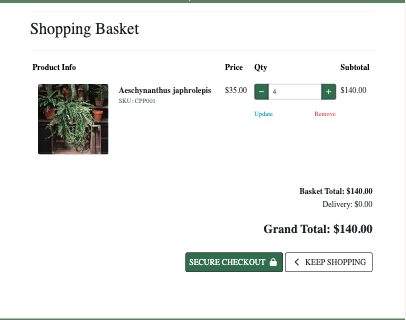 Shopping Basket
Product Info Price Qty Subtotal
Aeschynanthus japhrolepis $35.00 − 4 + $140.00
SKU: CPP001
Update Remove
Basket Total: $140.00
Delivery: $0.00
Grand Total: $140.00
SECURE CHECKOUT KEEP SHOPPING